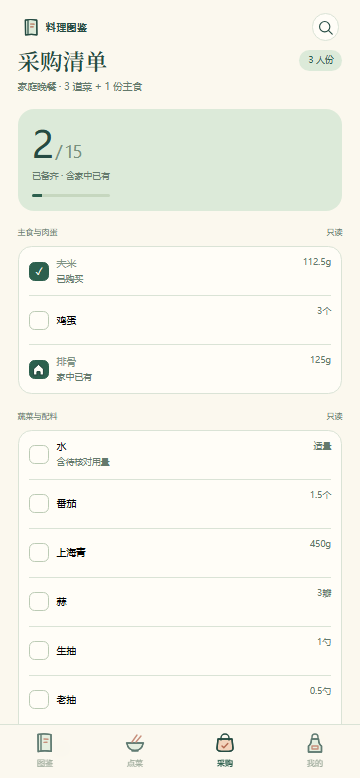 料理图鉴
采购清单
3 人份
家庭晚餐 · 3 道菜 + 1 份主食
2/15
已备齐 · 含家中已有
主食与肉蛋
只读
大米
112.5g
已购买
鸡蛋
3个
排骨
125g
家中已有
蔬菜与配料
只读
水
适量
含待核对用量
番茄
1.5个
上海青
450g
蒜
3瓣
生抽
1勺
老抽
0.5勺
图鉴
点菜
采购
我的